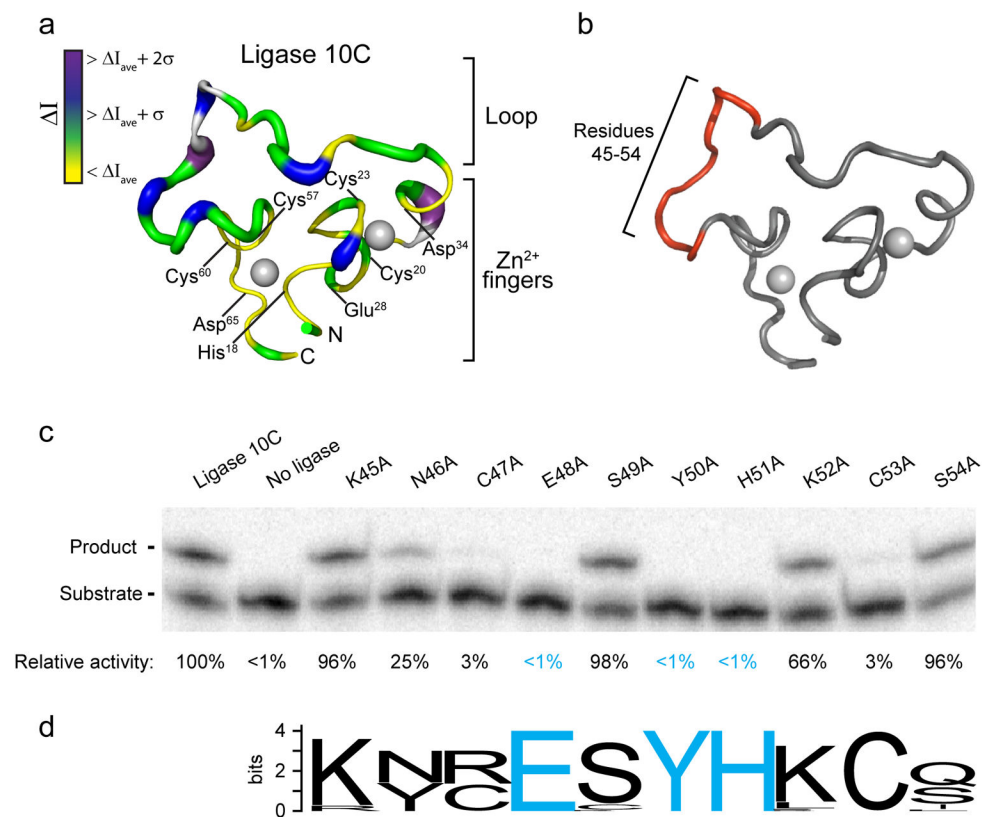 a
Ligase 10C
ΔI
> ΔIave + 2σ
> ΔIave + σ
< ΔIave
Loop
Zn2+
fingers
Cys23
Cys57
Asp34
Cys60
Cys20
Glu28
Asp65
His18
N
C
b
Residues
45-54
c
Ligase 10C No ligase K45A N46A C47A E48A S49A Y50A H51A K52A C53A S54A
Product
Substrate
Relative activity: 100% <1% 96% 25% 3% <1% 98% <1% <1% 66% 3% 96%
d
bits
4
2
0
K N R E S Y H K C Q
Y C S